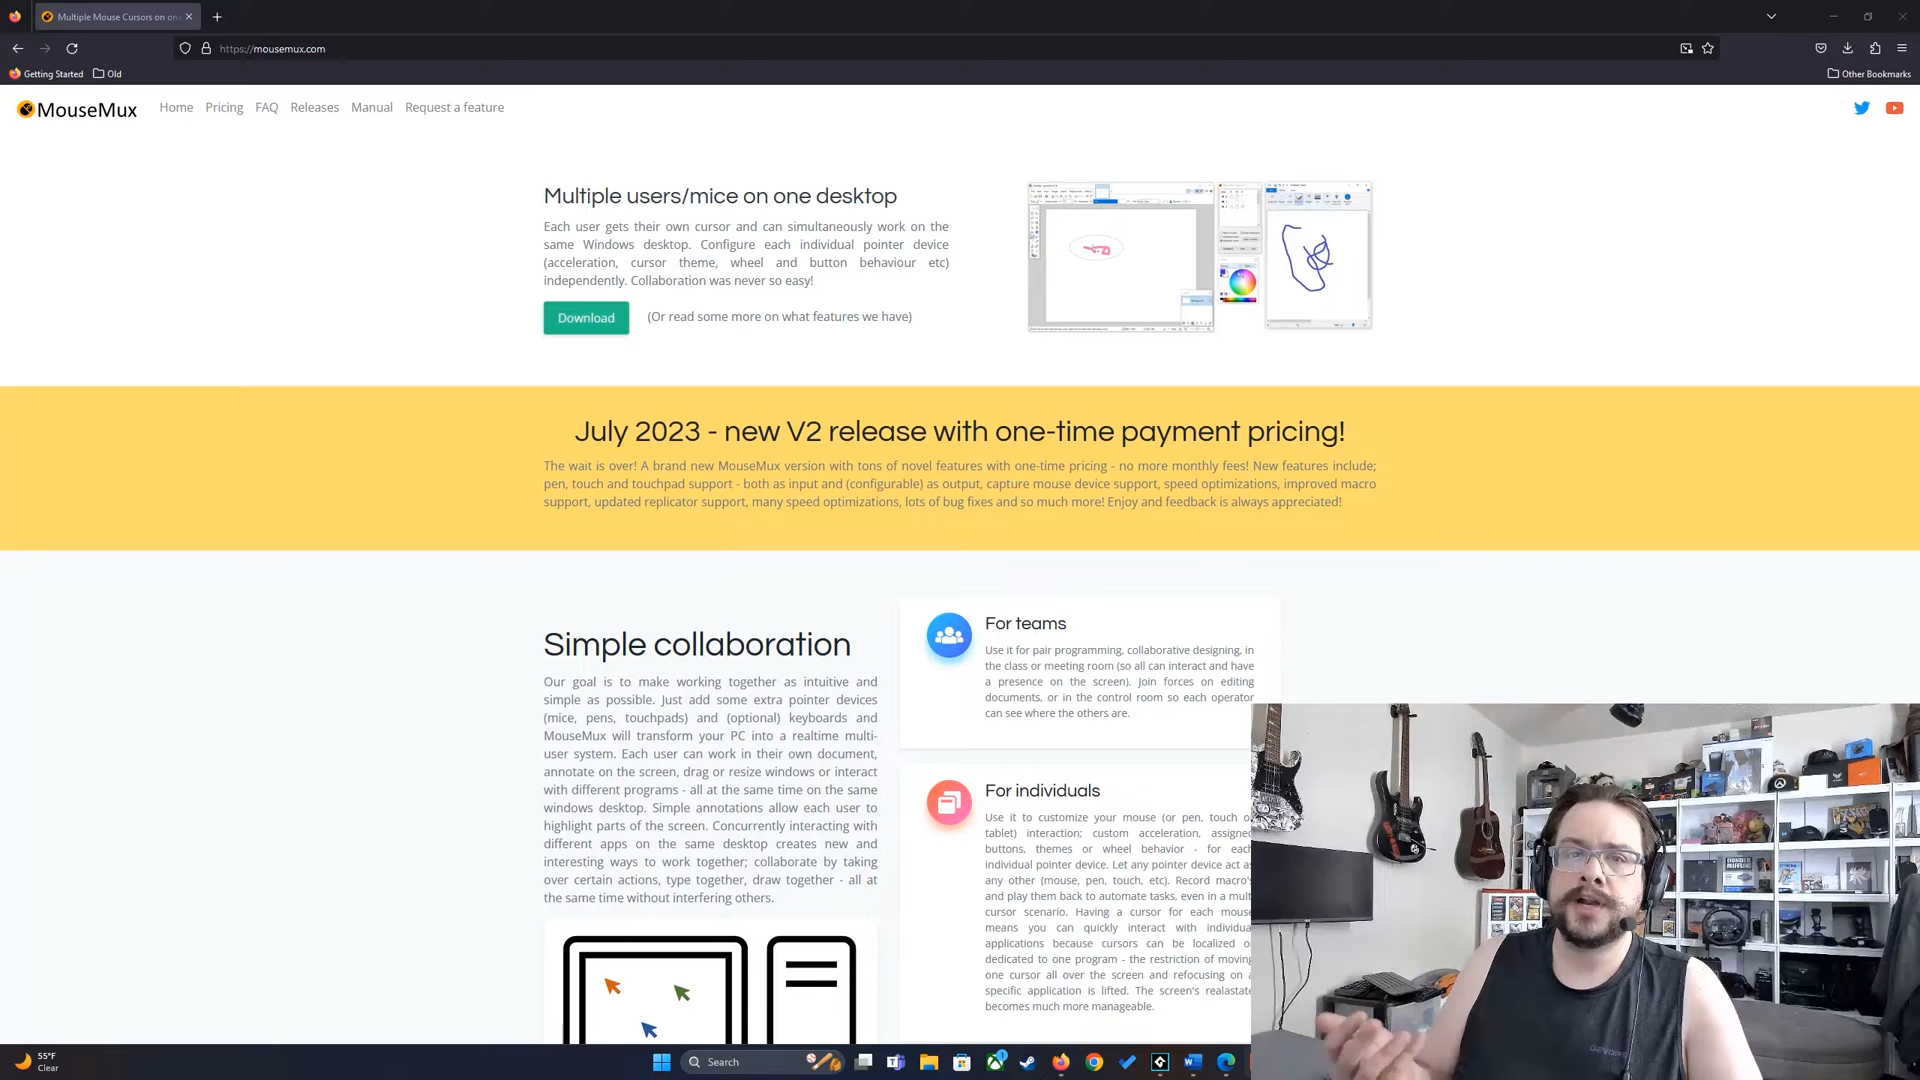 Multiple Mouse Cursors on on
https://mousemux.com
Getting Started
Old
Other Bookmarks
MouseMux
Home
Pricing
FAQ
Releases
Manual
Request a feature
Multiple users/mice on one desktop
Each user gets their own cursor and can simultaneously work on the
same Windows desktop. Configure each individual pointer device
(acceleration, cursor theme, wheel and button behaviour etc)
independently. Collaboration was never so easy!
Download
(Or read some more on what features we have)
July 2023 - new V2 release with one-time payment pricing!
The wait is over! A brand new MouseMux version with tons of novel features with one-time pricing - no more monthly fees! New features include;
pen, touch and touchpad support - both as input and (configurable) as output, capture mouse device support, speed optimizations, improved macro
support, updated replicator support, many speed optimizations, lots of bug fixes and so much more! Enjoy and feedback is always appreciated!
Simple collaboration
Our goal is to make working together as intuitive and
simple as possible. Just add some extra pointer devices
(mice, pens, touchpads) and (optional) keyboards and
MouseMux will transform your PC into a realtime multi-
user system. Each user can work in their own document,
annotate on the screen, drag or resize windows or interact
with different programs - all at the same time on the same
windows desktop. Simple annotations allow each user to
highlight parts of the screen. Concurrently interacting with
different apps on the same desktop creates new and
interesting ways to work together; collaborate by taking
over certain actions, type together, draw together - all at
the same time without interfering others.
For teams
Use it for pair programming, collaborative designing, in
the class or meeting room (so all can interact and have
a presence on the screen). Join forces on editing
documents, or in the control room so each operator
can see where the others are.
For individuals
Use it to customize your mouse (or pen, touch o
tablet) interaction; custom acceleration, assigned
buttons, themes or wheel behavior - for each
individual pointer device. Let any pointer device act as
any other (mouse, pen, touch, etc). Record macro's
and play them back to automate tasks, even in a mult
cursor scenario. Having a cursor for each mouse
means you can quickly interact with individua
applications because cursors can be localized o
dedicated to one program - the restriction of moving
one cursor all over the screen and refocusing on a
specific application is lifted. The screen's realastate
becomes much more manageable.
55°F
Clear
Search